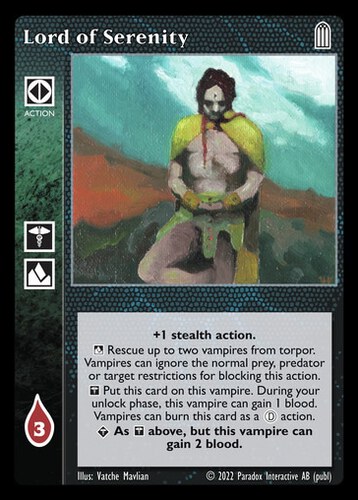 Lord of Serenity
ACTION
+1 stealth action.
Rescue up to two vampires from torpor.
Vampires can ignore the normal prey, predator
or target restrictions for blocking this action.
Put this card on this vampire. During your
unlock phase, this vampire can gain 1 blood.
Vampires can burn this card as a Ⓓ action.
As above, but this vampire can
gain 2 blood.
3
Illus: Vatche Mavlian © 2022 Paradox Interactive AB (publ)